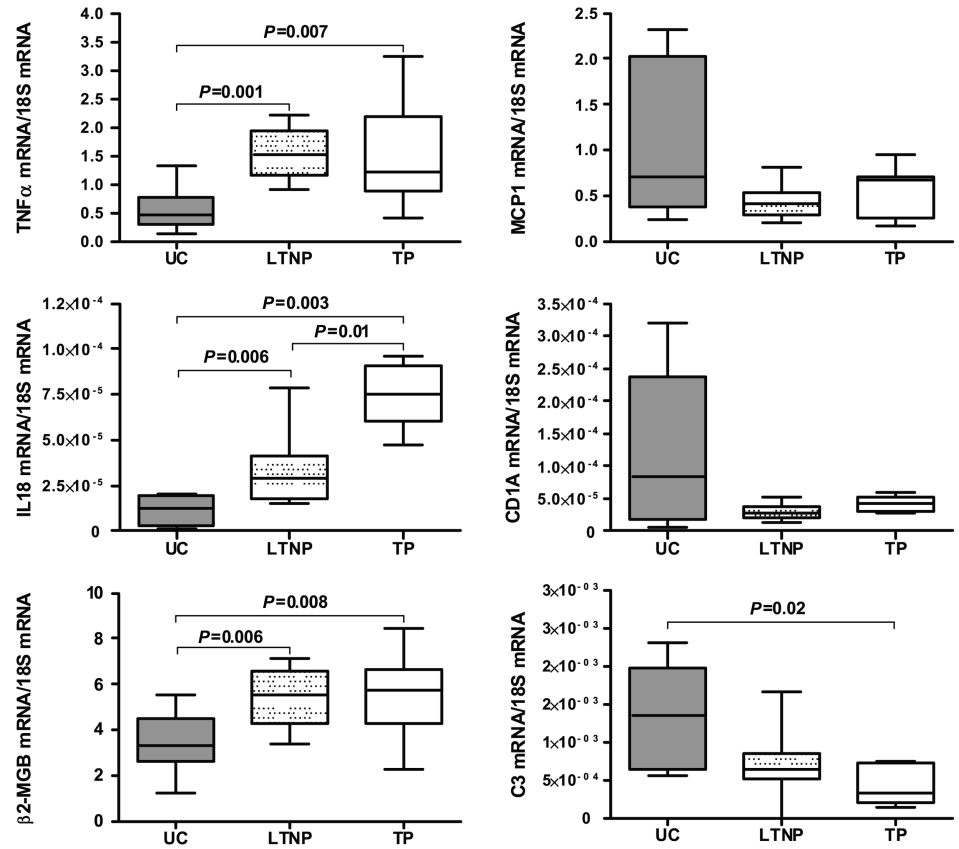 TNFα mRNA/18S mRNA
4.0
3.5
3.0
2.5
2.0
1.5
1.0
0.5
0.0
P=0.007
P=0.001
UC LTNP TP
MCP1 mRNA/18S mRNA
2.5
2.0
1.5
1.0
0.5
0.0
UC LTNP TP
IL18 mRNA/18S mRNA
1.2×10⁻⁴
1.0×10⁻⁴
7.5×10⁻⁵
5.0×10⁻⁵
2.5×10⁻⁵
0
P=0.003
P=0.01
P=0.006
UC LTNP TP
CD1A mRNA/18S mRNA
3.5×10⁻⁴
3.0×10⁻⁴
2.5×10⁻⁴
2.0×10⁻⁴
1.5×10⁻⁴
1.0×10⁻⁴
5.0×10⁻⁵
0
UC LTNP TP
β2-MGB mRNA/18S mRNA
10
8
6
4
2
0
P=0.008
P=0.006
UC LTNP TP
C3 mRNA/18S mRNA
3×10⁻⁰³
3×10⁻⁰³
2×10⁻⁰³
2×10⁻⁰³
1×10⁻⁰³
5×10⁻⁰⁴
0
P=0.02
UC LTNP TP